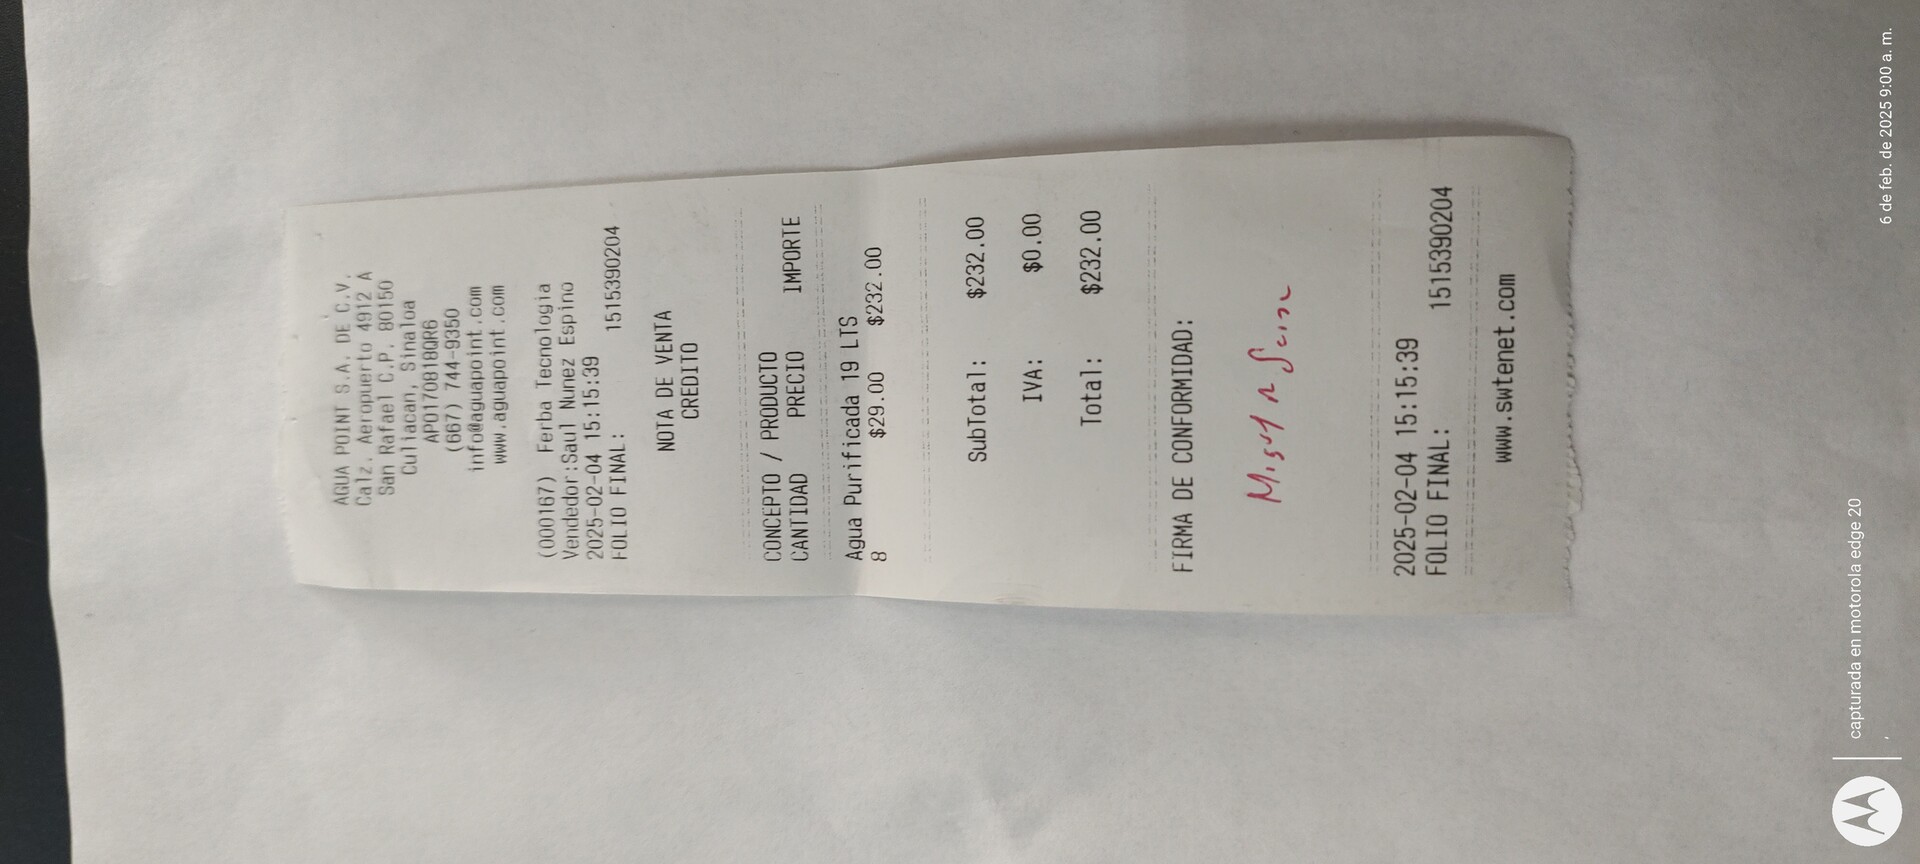 AGUA POINT S.A. DE C.V.
Calz. Aeropuerto 4912 A
San Rafael C.P. 80150
Culiacan, Sinaloa
APO170818QR6
(667) 744-9350
info@aguapoint.com
www.aguapoint.com
(000167) Ferba Tecnologia
Vendedor:Saul Nunez Espino
2025-02-04 15:15:39
FOLIO FINAL: 1515390204
NOTA DE VENTA
CREDITO
CONCEPTO / PRODUCTO
CANTIDAD PRECIO IMPORTE
Agua Purificada 19 LTS
8 $29.00 $232.00
SubTotal: $232.00
IVA: $0.00
Total: $232.00
FIRMA DE CONFORMIDAD:
2025-02-04 15:15:39
FOLIO FINAL: 1515390204
www.swtenet.com
capturada en motorola edge 20
6 de feb. de 2025 9:00 a. m.